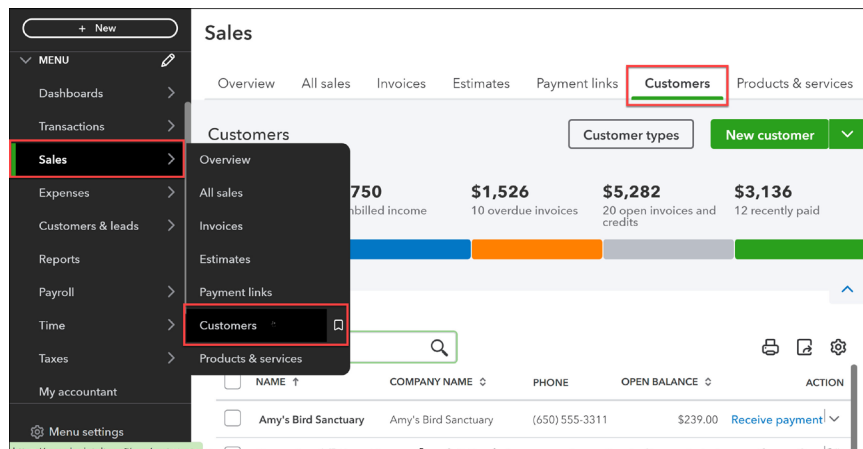 + New
MENU
Dashboards
Transactions
Sales
Expenses
Customers & leads
Reports
Payroll
Time
Taxes
My accountant
Menu settings
Overview
All sales
Invoices
Estimates
Payment links
Customers
Products & services
Sales
Overview All sales Invoices Estimates Payment links Customers Products & services
Customers Customer types New customer
750 $1,526 $5,282 $3,136
billed income 10 overdue invoices 20 open invoices and credits 12 recently paid
NAME ↑ COMPANY NAME PHONE OPEN BALANCE ACTION
Amy's Bird Sanctuary Amy's Bird Sanctuary (650) 555-3311 $239.00 Receive payment